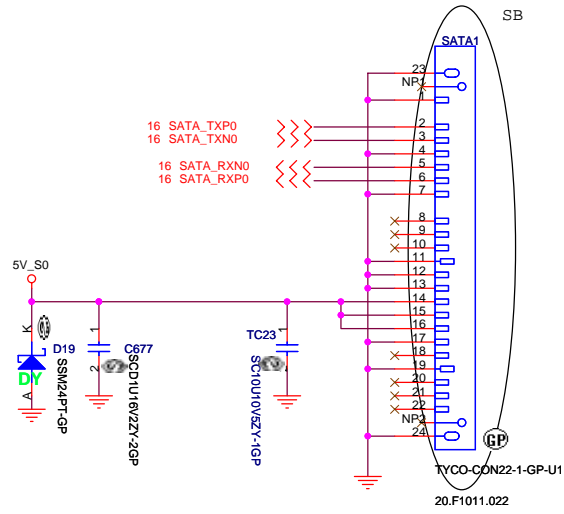 SB
SATA1
23
NP1
1
16 SATA_TXP0
2
16 SATA_TXN0
3
4
16 SATA_RXN0
5
16 SATA_RXP0
6
7
8
9
10
11
12
13
14
15
16
17
18
19
20
21
22
NP2
24
5V_S0
K
A
D19
DY
SSM24PT-GP
1
2
C677
SCD1U16V2ZY-2GP
TC23
1
2
SC10U10V5ZY-1GP
GP
TYCO-CON22-1-GP-U1
20.F1011.022